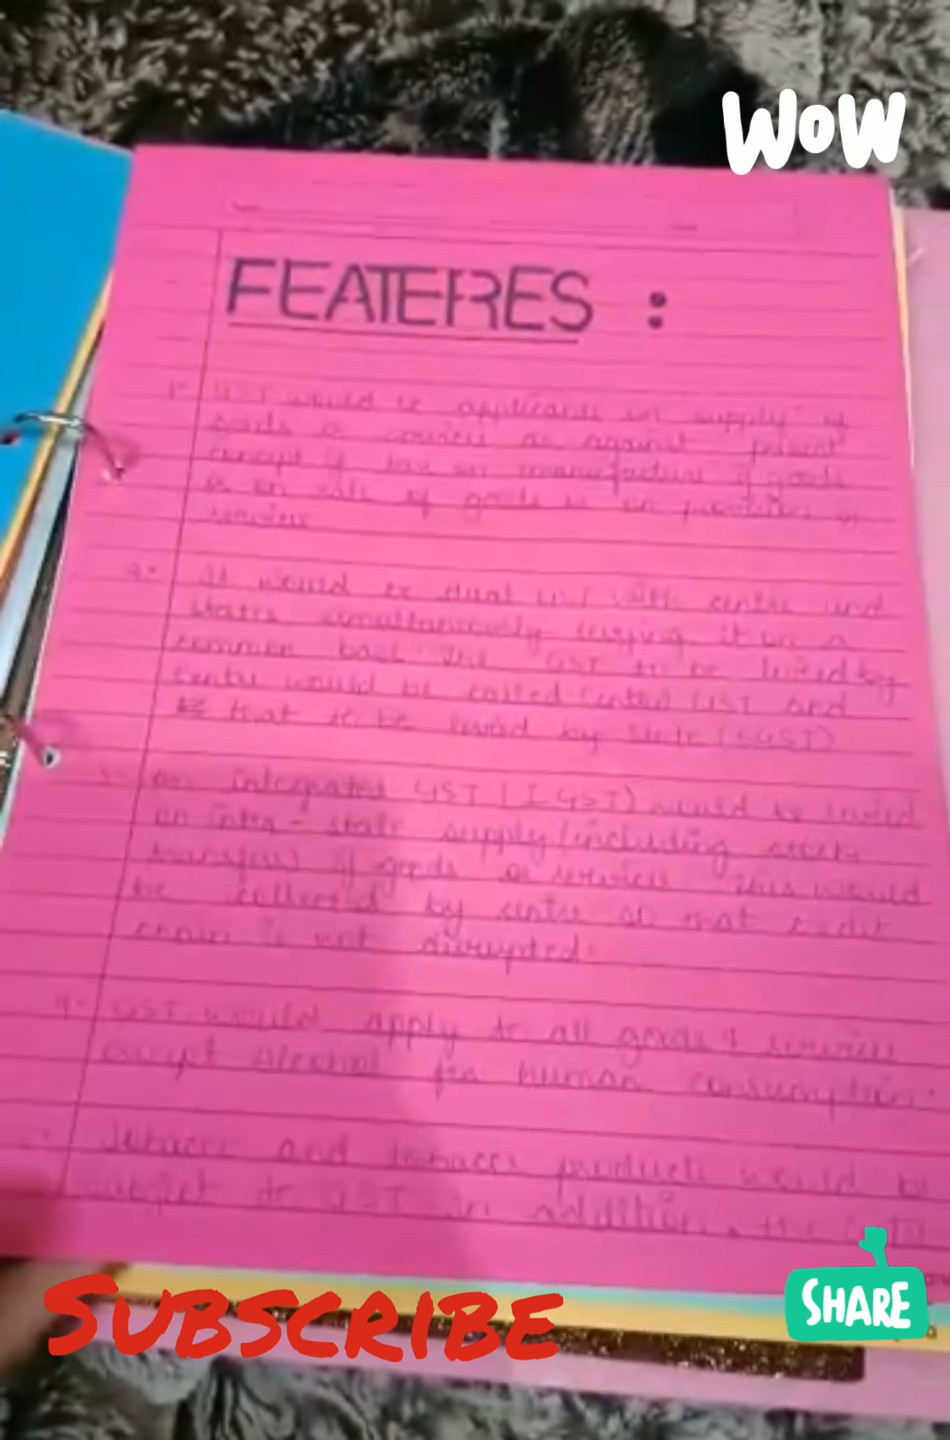 WOW
FEATERES :
1. GST would be applicable on "supply" of
goods or services as against present
concept of tax on manufacture of goods
or on sale of goods or on provision of
services
2. It would be dual GST with centre and
states simultaneously levying it on a
common base. The GST to be levied by
centre would be called Central GST and
that to be levied by State (SGST)
3. An integrated GST (IGST) would be levied
on inter-state supply (including stock
transfers) of goods or services. This would
be collected by centre so that credit
chain is not disrupted.
4. GST would apply to all goods & services
except alcohol for human consumption.
Tobacco and tobacco products would be
subject to GST. In addition, the
SUBSCRIBE
SHARE